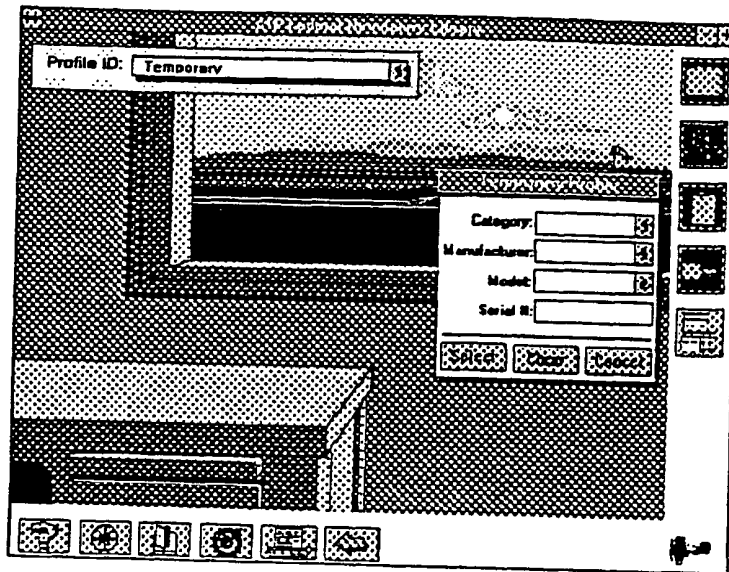 Profile ID: Temporary
Category:
Manufacturer:
Model:
Serial #:
Select Clear Cancel